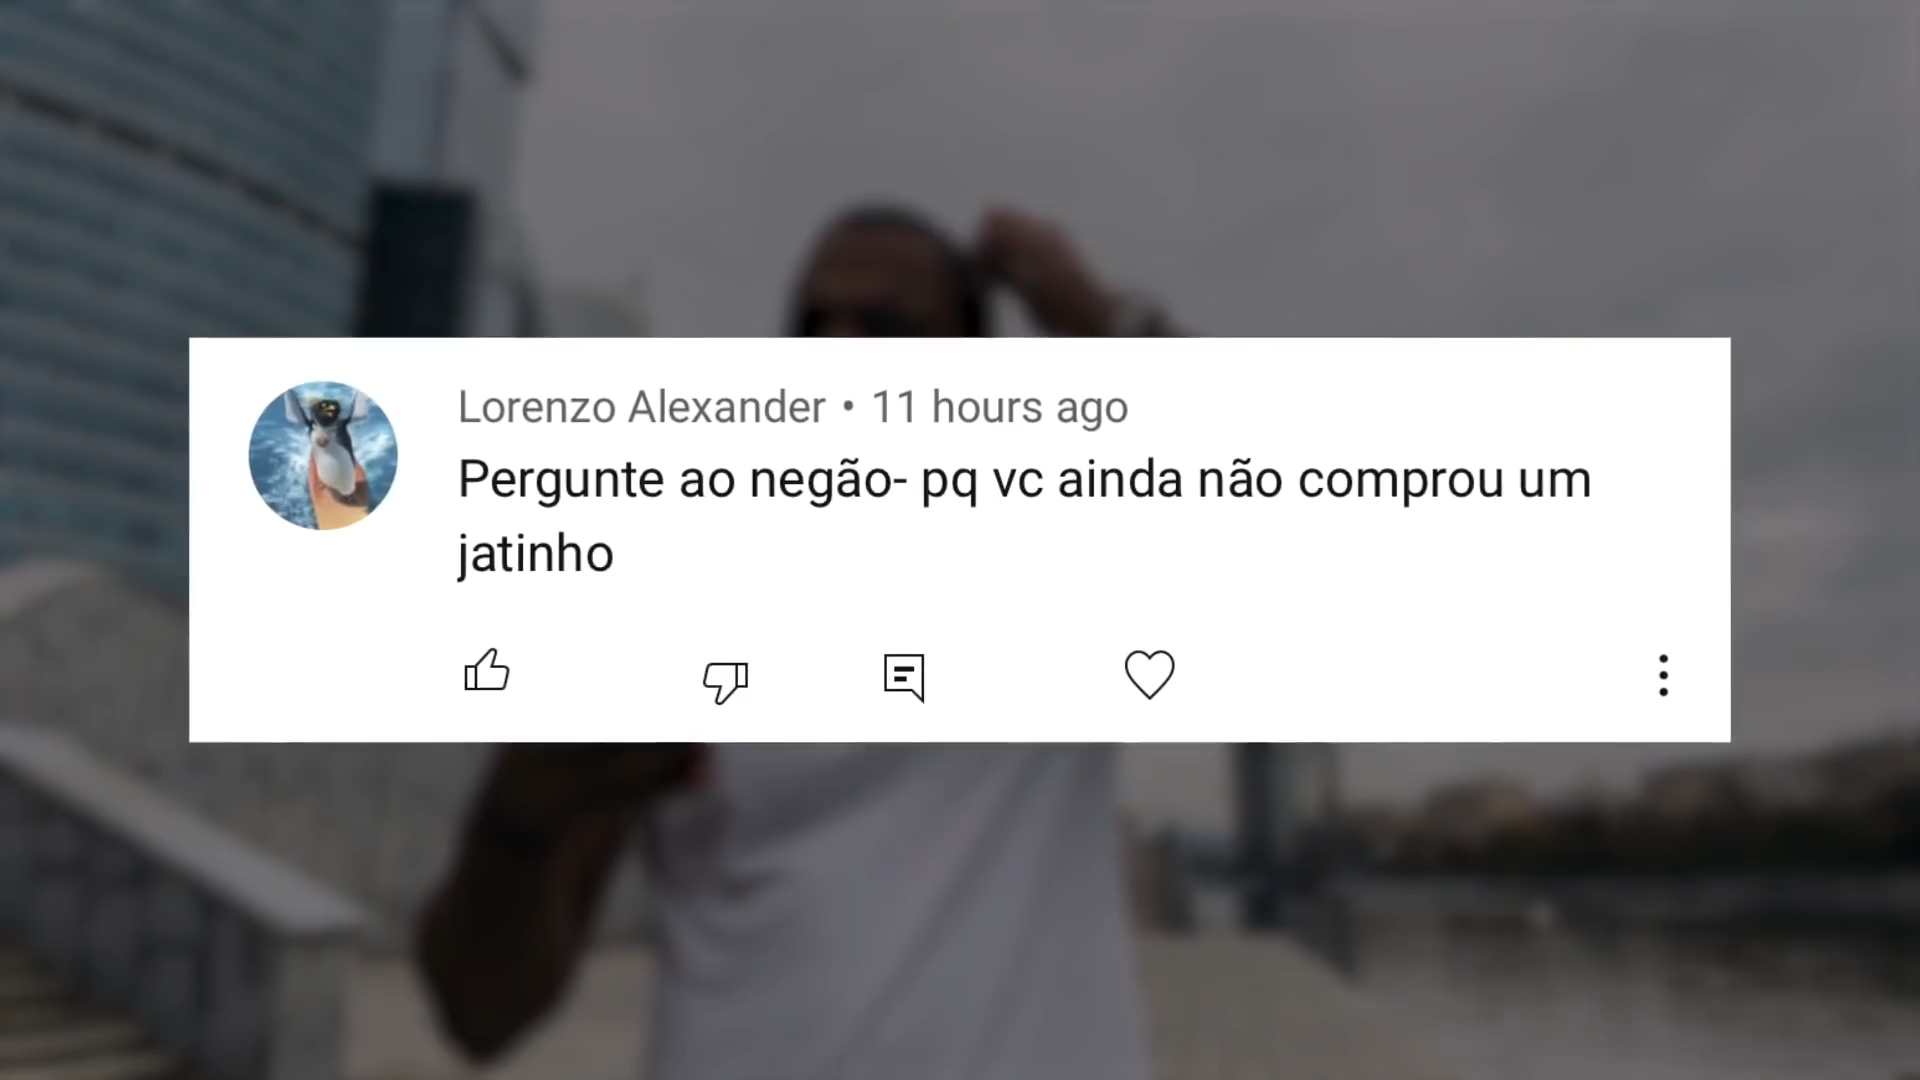 Lorenzo Alexander • 11 hours ago
Pergunte ao negão- pq vc ainda não comprou um
jatinho